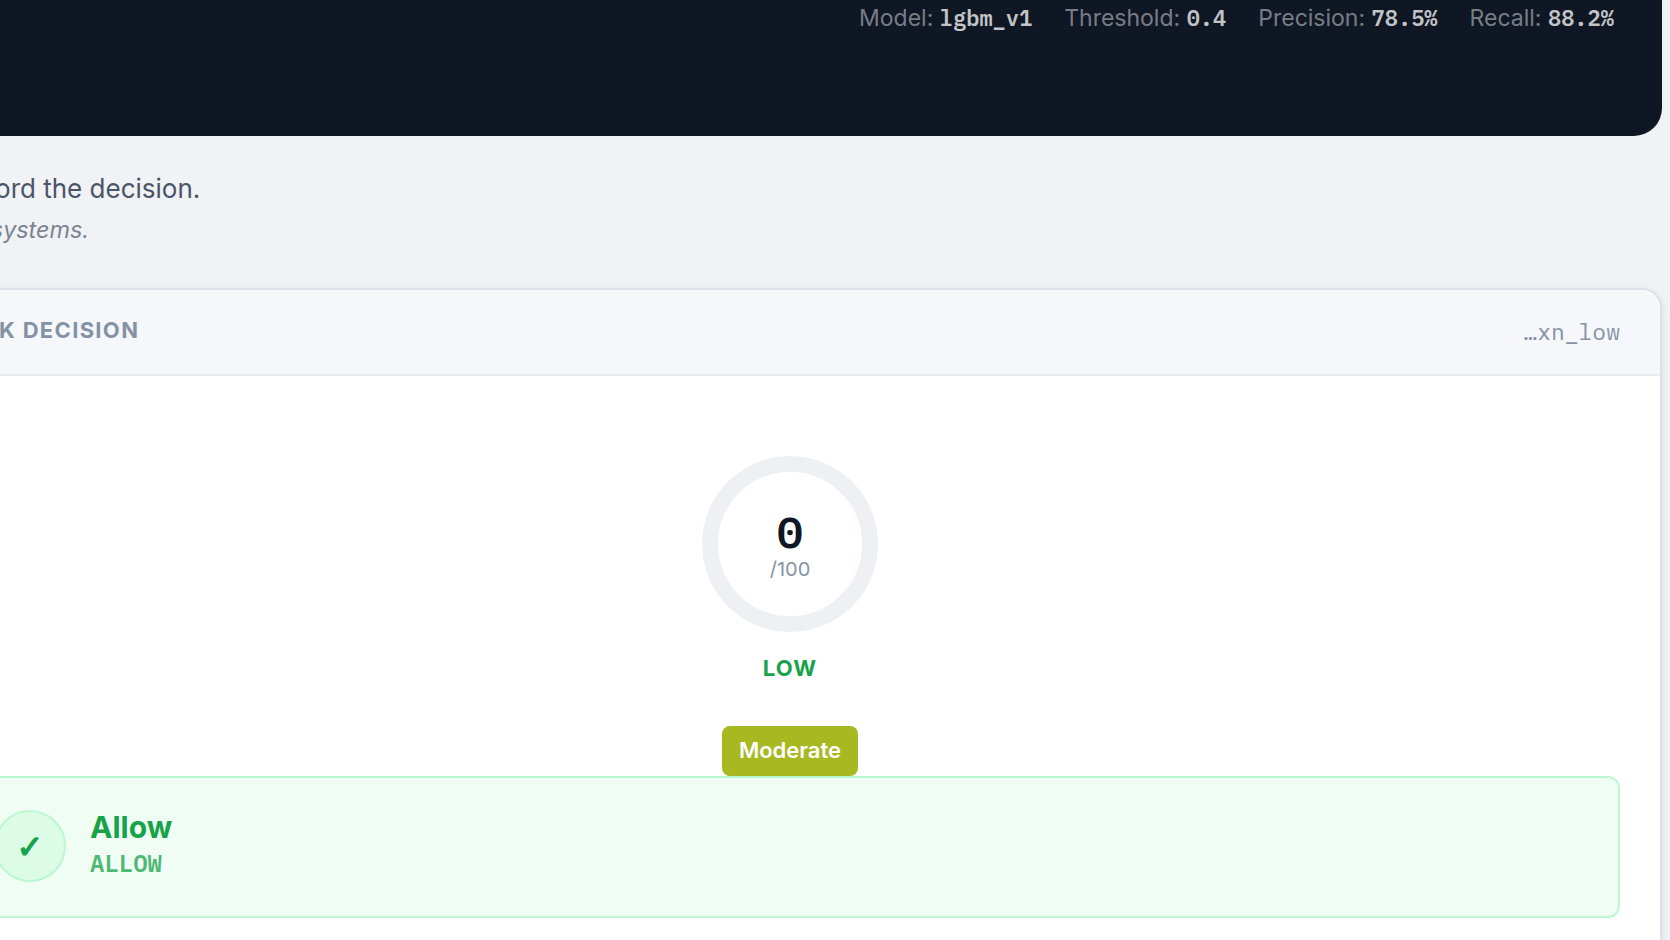 Model: lgbm_v1 Threshold: 0.4 Precision: 78.5% Recall: 88.2%
ord the decision.
systems.
K DECISION
…xn_low
0
/100
LOW
Moderate
✓
Allow
ALLOW